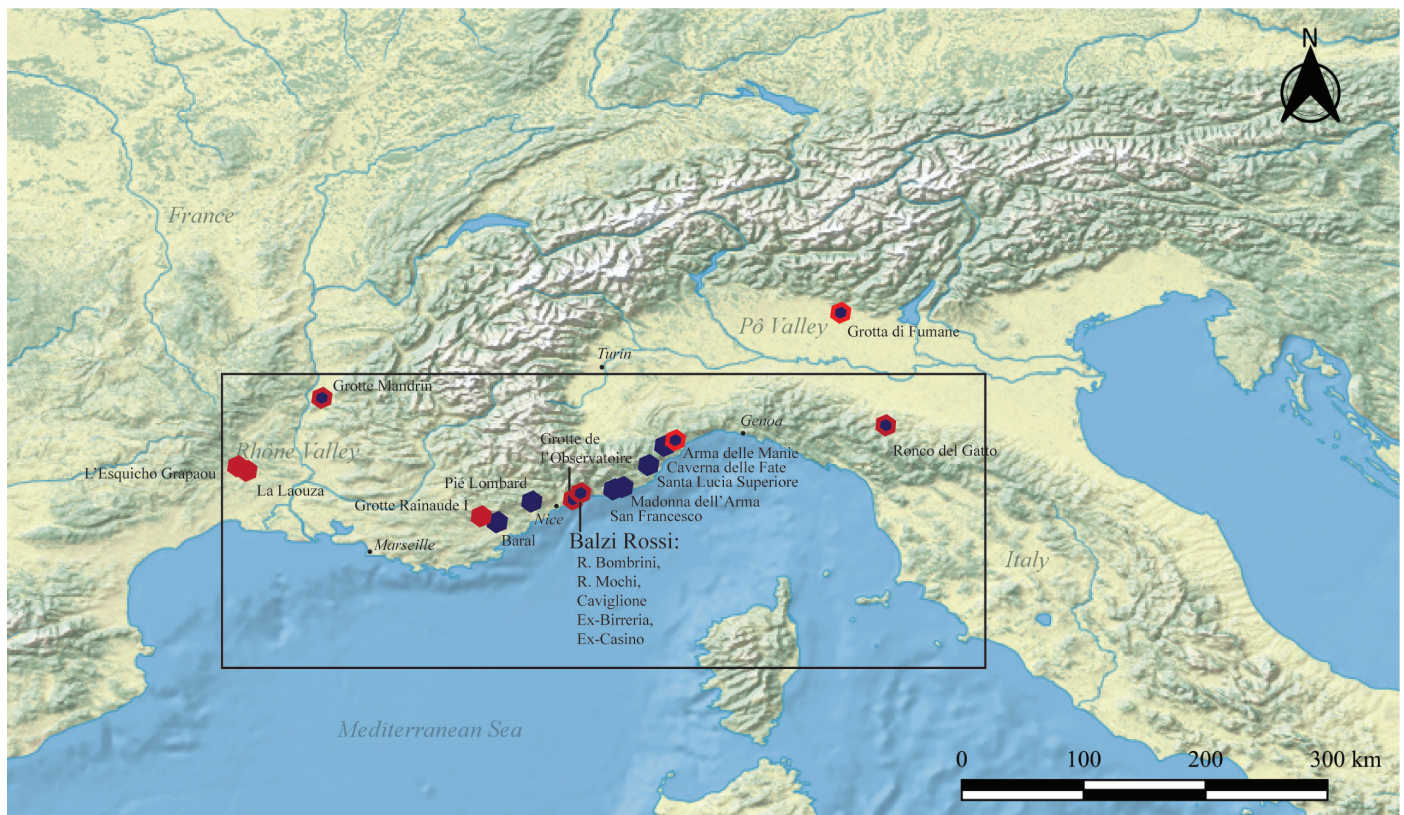 N
France
Pô Valley
Grotta di Fumane
Turin
Grotte Mandrin
Rhône Valley
L'Esquicho Grapaou
La Laouza
Grotte de
l'Observatoire
Genoa
Arma delle Manie
Caverna delle Fate
Santa Lucia Superiore
Madonna dell'Arma
San Francesco
Ronco del Gatto
Pié Lombard
Grotte Rainaude I
Nice
Baral
Marseille
Balzi Rossi:
R. Bombrini,
R. Mochi,
Caviglione
Ex-Birreria,
Ex-Casino
Italy
Mediterranean Sea
0 100 200 300 km